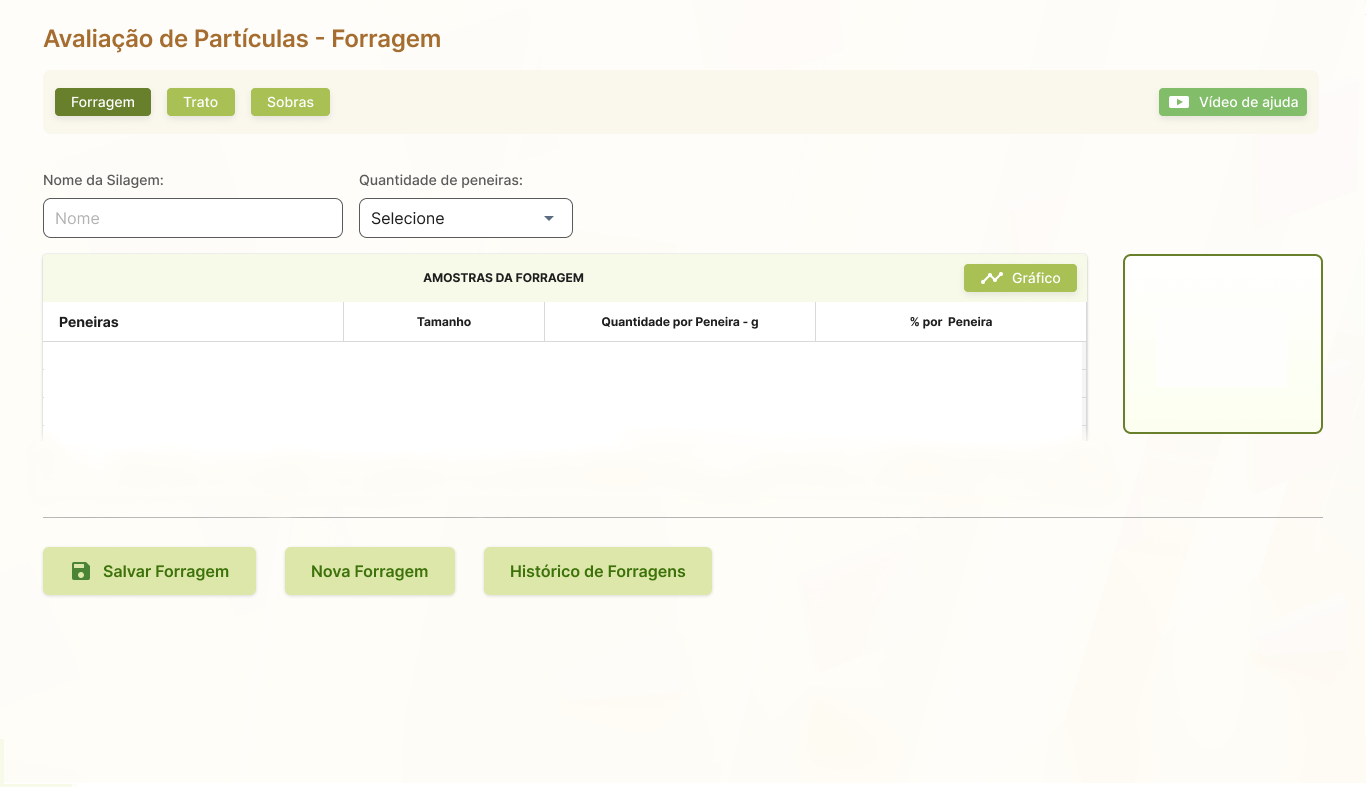 Avaliação de Partículas - Forragem
Forragem Trato Sobras Vídeo de ajuda
Nome da Silagem: Quantidade de peneiras:
Nome Selecione
AMOSTRAS DA FORRAGEM Gráfico
Peneiras Tamanho Quantidade por Peneira - g % por Peneira
Salvar Forragem Nova Forragem Histórico de Forragens